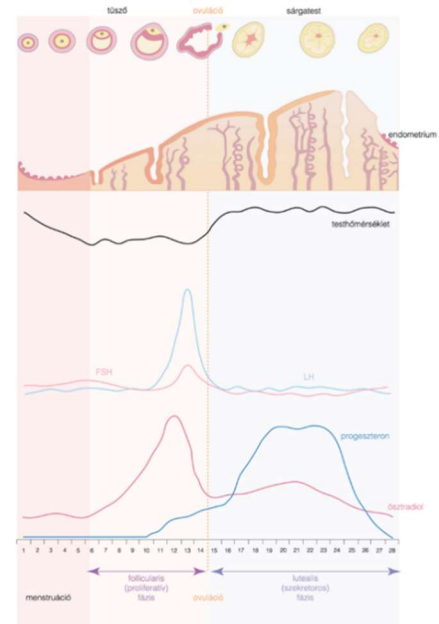 tüsző ovuláció sárgatest
endometrium
testhőmérséklet
FSH LH
progeszteron
ösztradiol
1 2 3 4 5 6 7 8 9 10 11 12 13 14 15 16 17 18 19 20 21 22 23 24 25 26 27 28
follicularis
(proliferatív)
fázis
luteális
(szekretoros)
fázis
menstruáció ovuláció